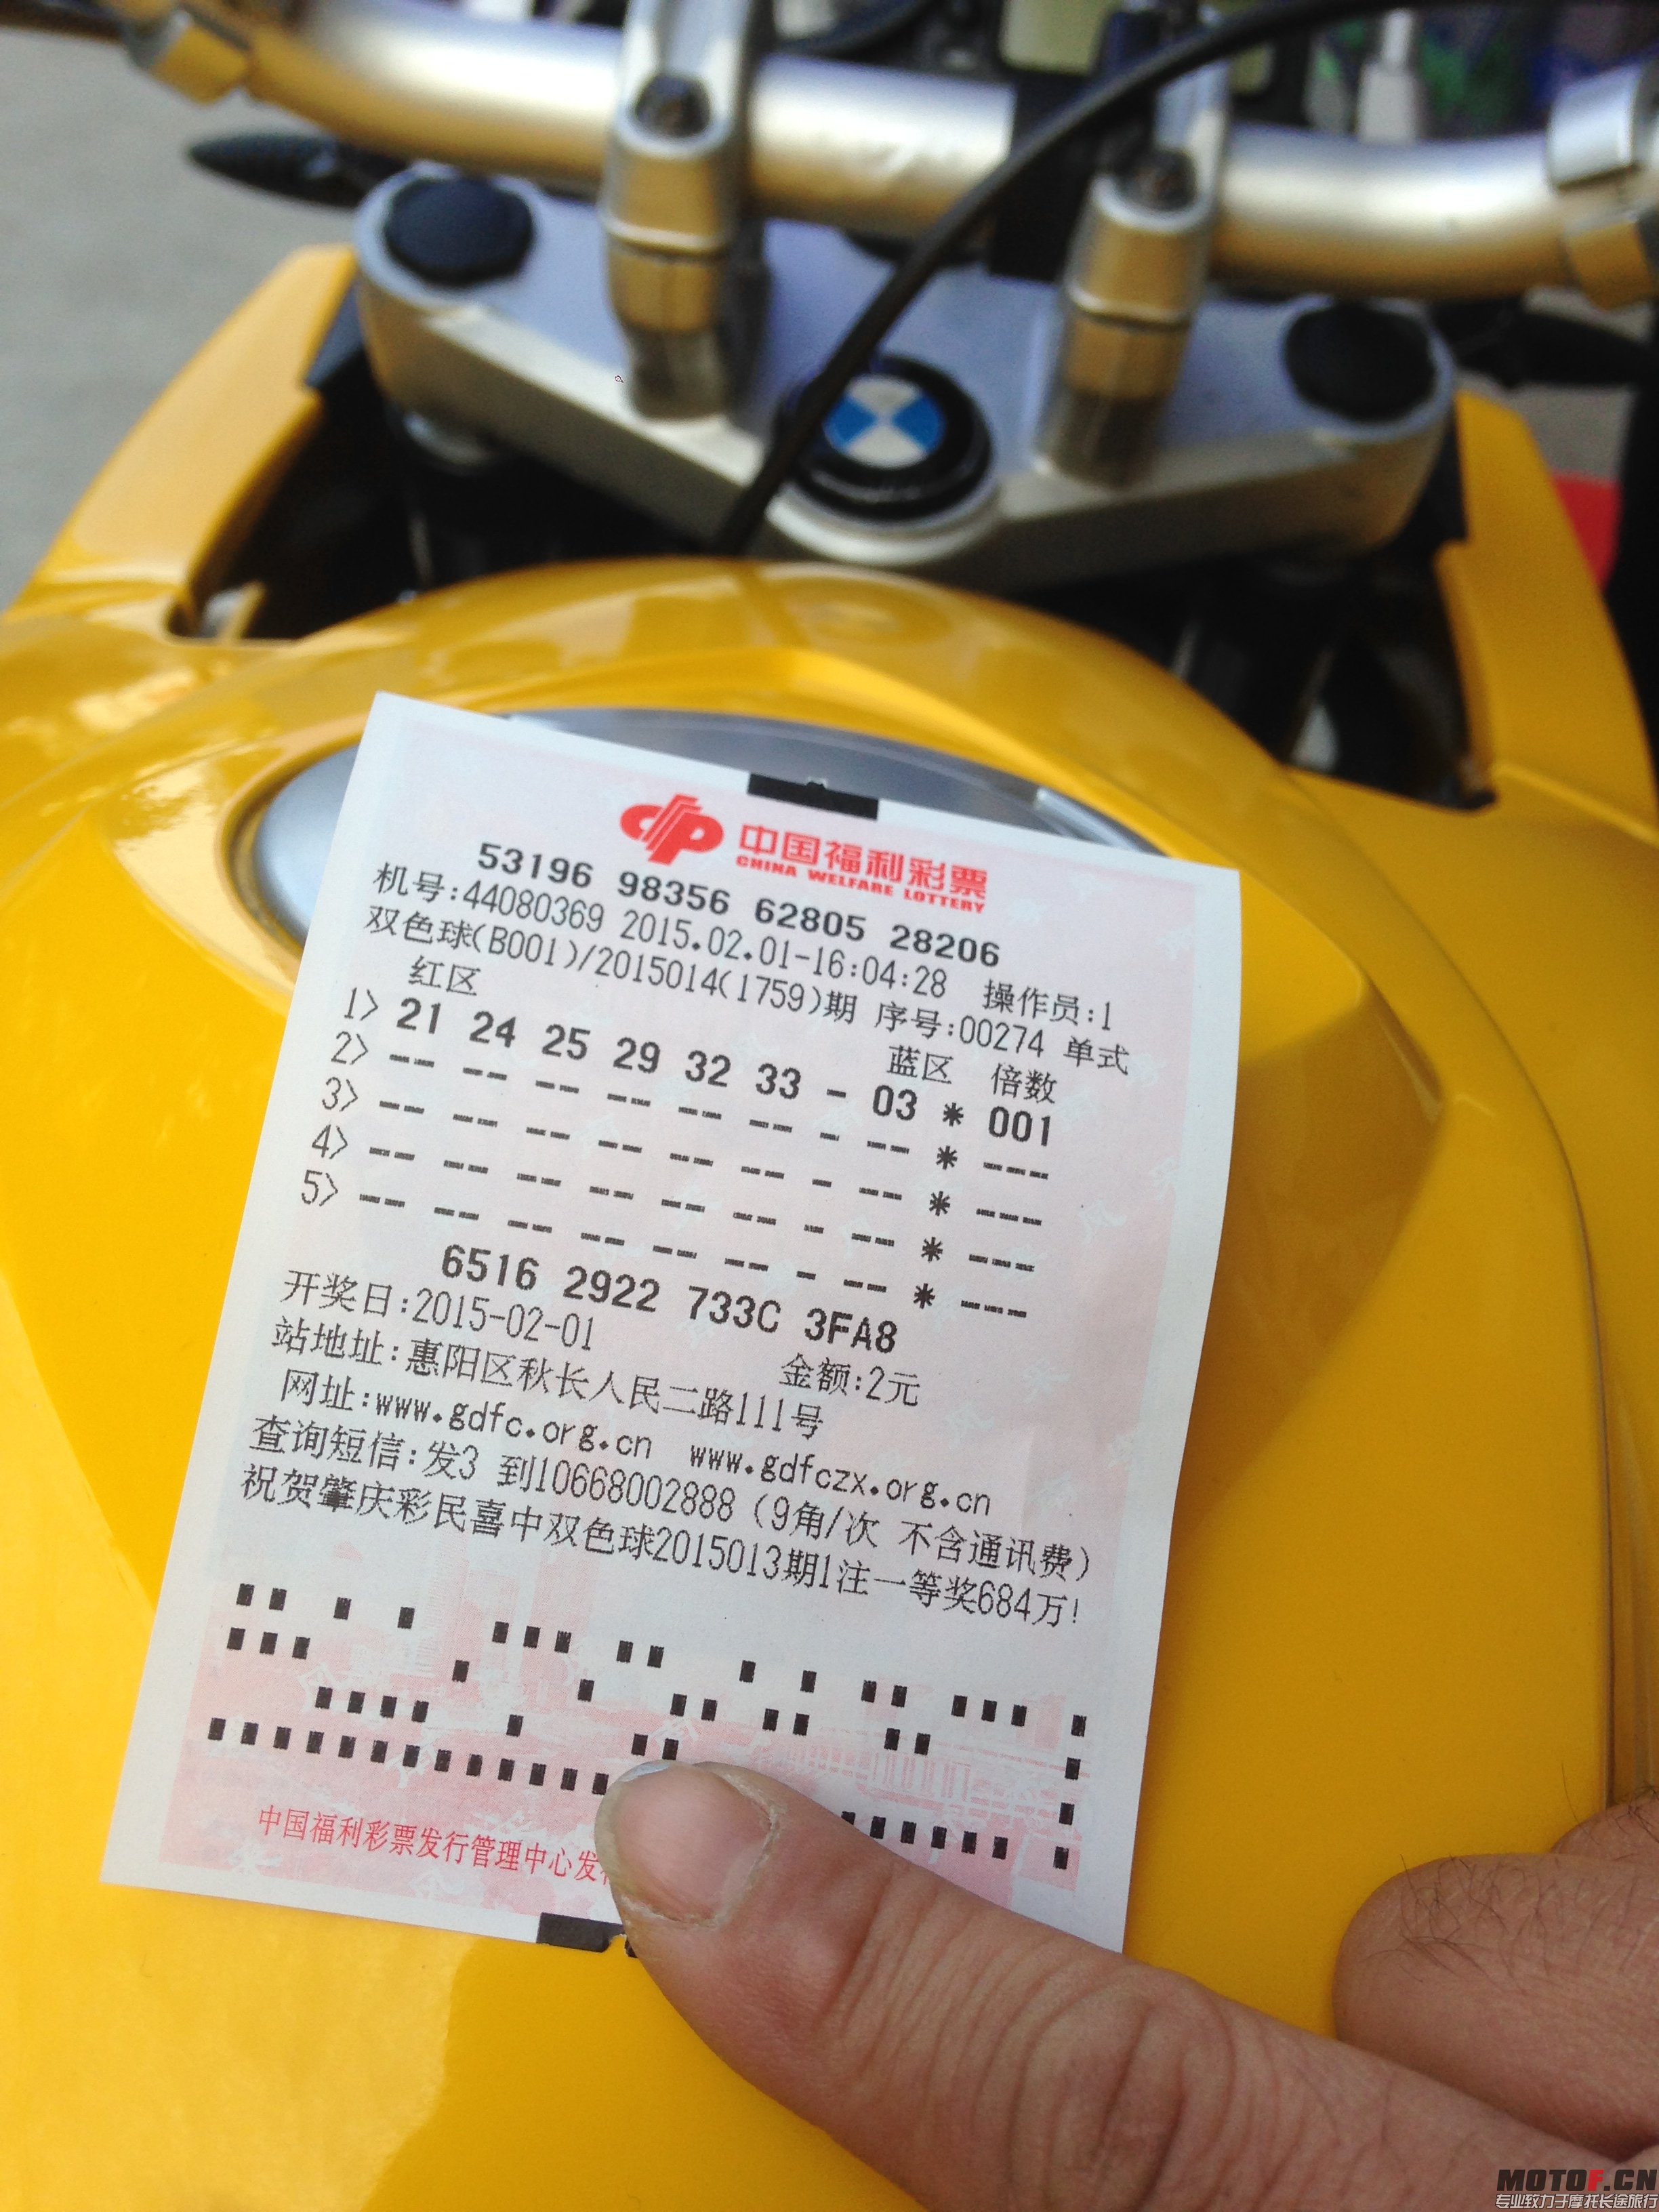 中国福利彩票
CHINA WELFARE LOTTERY
53196 98356 62805 28206
机号:44080369 2015.02.01-16:04:28 操作员:1
双色球(B001)/2015014(1759)期 序号:00274 单式
红区 蓝区 倍数
1> 21 24 25 29 32 33 - 03 * 001
2> -- -- -- -- -- -- - -- * ---
3> -- -- -- -- -- -- - -- * ---
4> -- -- -- -- -- -- - -- * ---
5> -- -- -- -- -- -- - -- * ---
6516 2922 733C 3FA8
开奖日:2015-02-01 金额:2元
站地址:惠阳区秋长人民二路111号
网址:www.gdfc.org.cn www.gdfczx.org.cn
查询短信:发3 到10668002888 (9角/次 不含通讯费)
祝贺肇庆彩民喜中双色球2015013期1注一等奖684万!
中国福利彩票发行管理中心发
MOTOF.CN
专业致力于摩托长途旅行